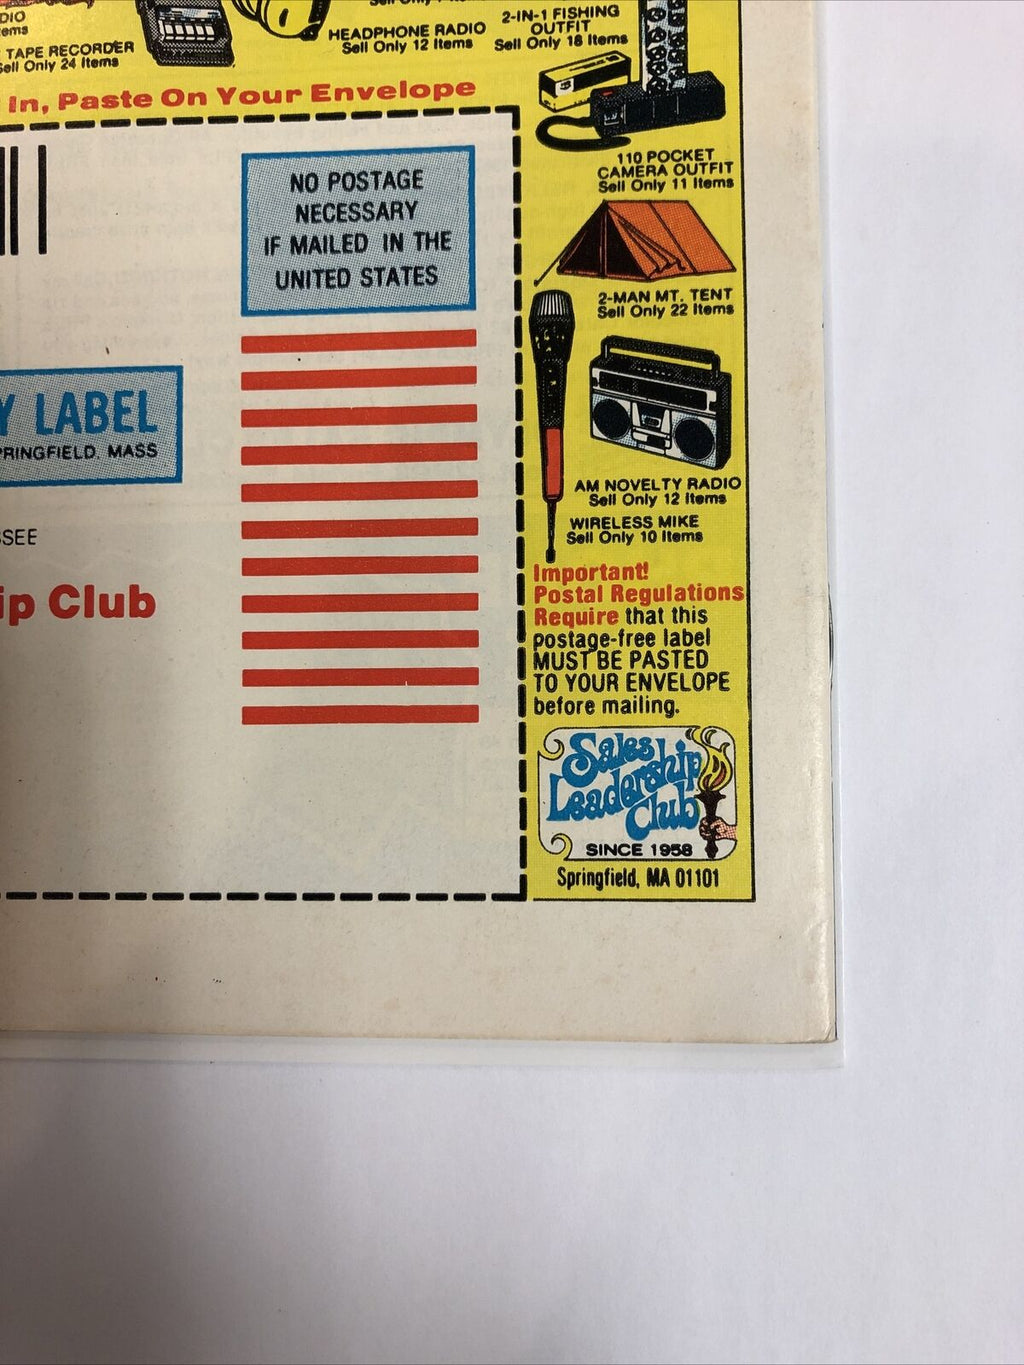 DIO
TAPE RECORDER
Sell Only 24 Items
HEADPHONE RADIO
Sell Only 12 Items
2-IN-1 FISHING
OUTFIT
Sell Only 18 Items
In, Paste On Your Envelope
110 POCKET
CAMERA OUTFIT
Sell Only 11 Items
NO POSTAGE
NECESSARY
IF MAILED IN THE
UNITED STATES
2-MAN MT. TENT
Sell Only 22 Items
Y LABEL
PRINGFIELD, MASS
SSEE
ip Club
AM NOVELTY RADIO
Sell Only 12 Items
WIRELESS MIKE
Sell Only 10 Items
Important!
Postal Regulations
Require that this
postage-free label
MUST BE PASTED
TO YOUR ENVELOPE
before mailing.
Sales
Leadership
Club
SINCE 1958
Springfield, MA 01101